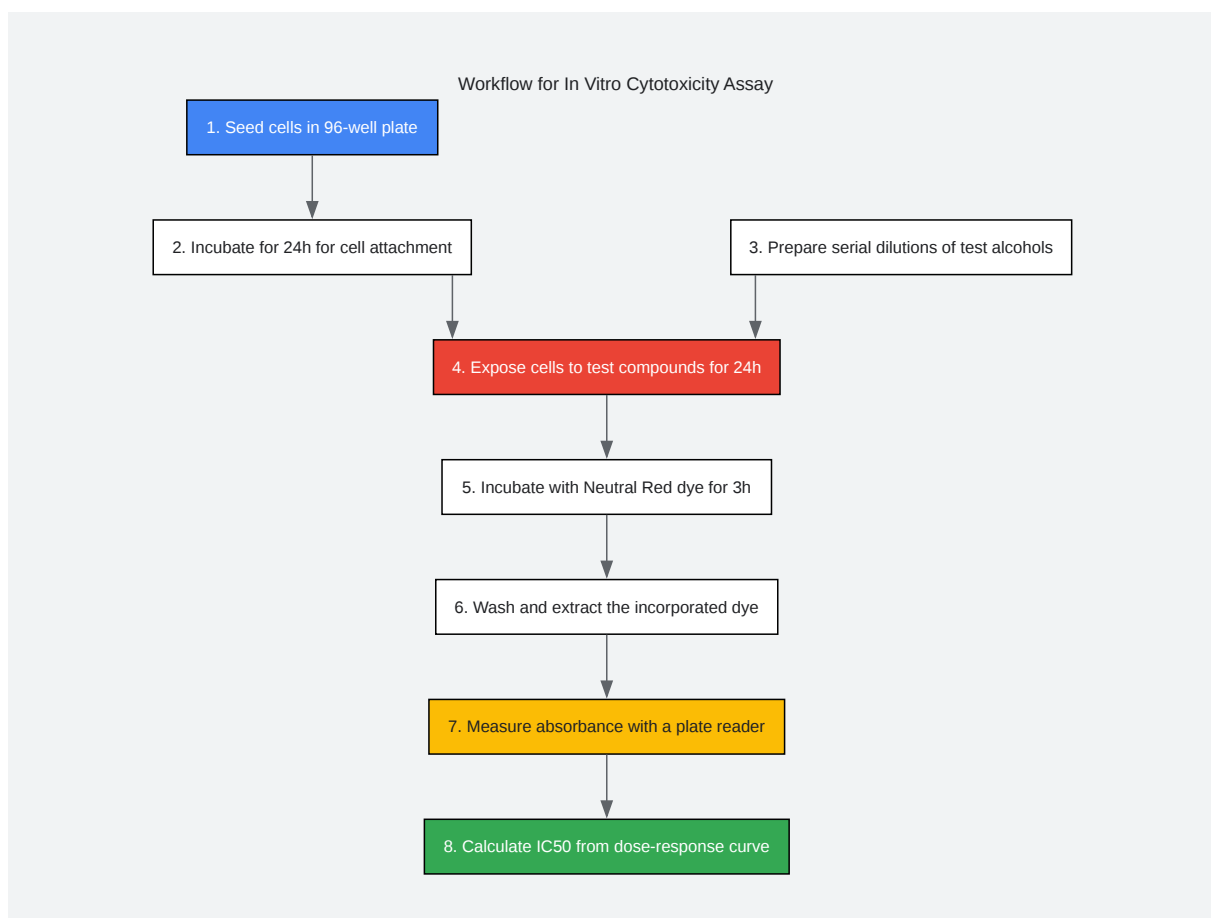 Workflow for In Vitro Cytotoxicity Assay
1. Seed cells in 96-well plate
2. Incubate for 24h for cell attachment
3. Prepare serial dilutions of test alcohols
4. Expose cells to test compounds for 24h
5. Incubate with Neutral Red dye for 3h
6. Wash and extract the incorporated dye
7. Measure absorbance with a plate reader
8. Calculate IC50 from dose-response curve